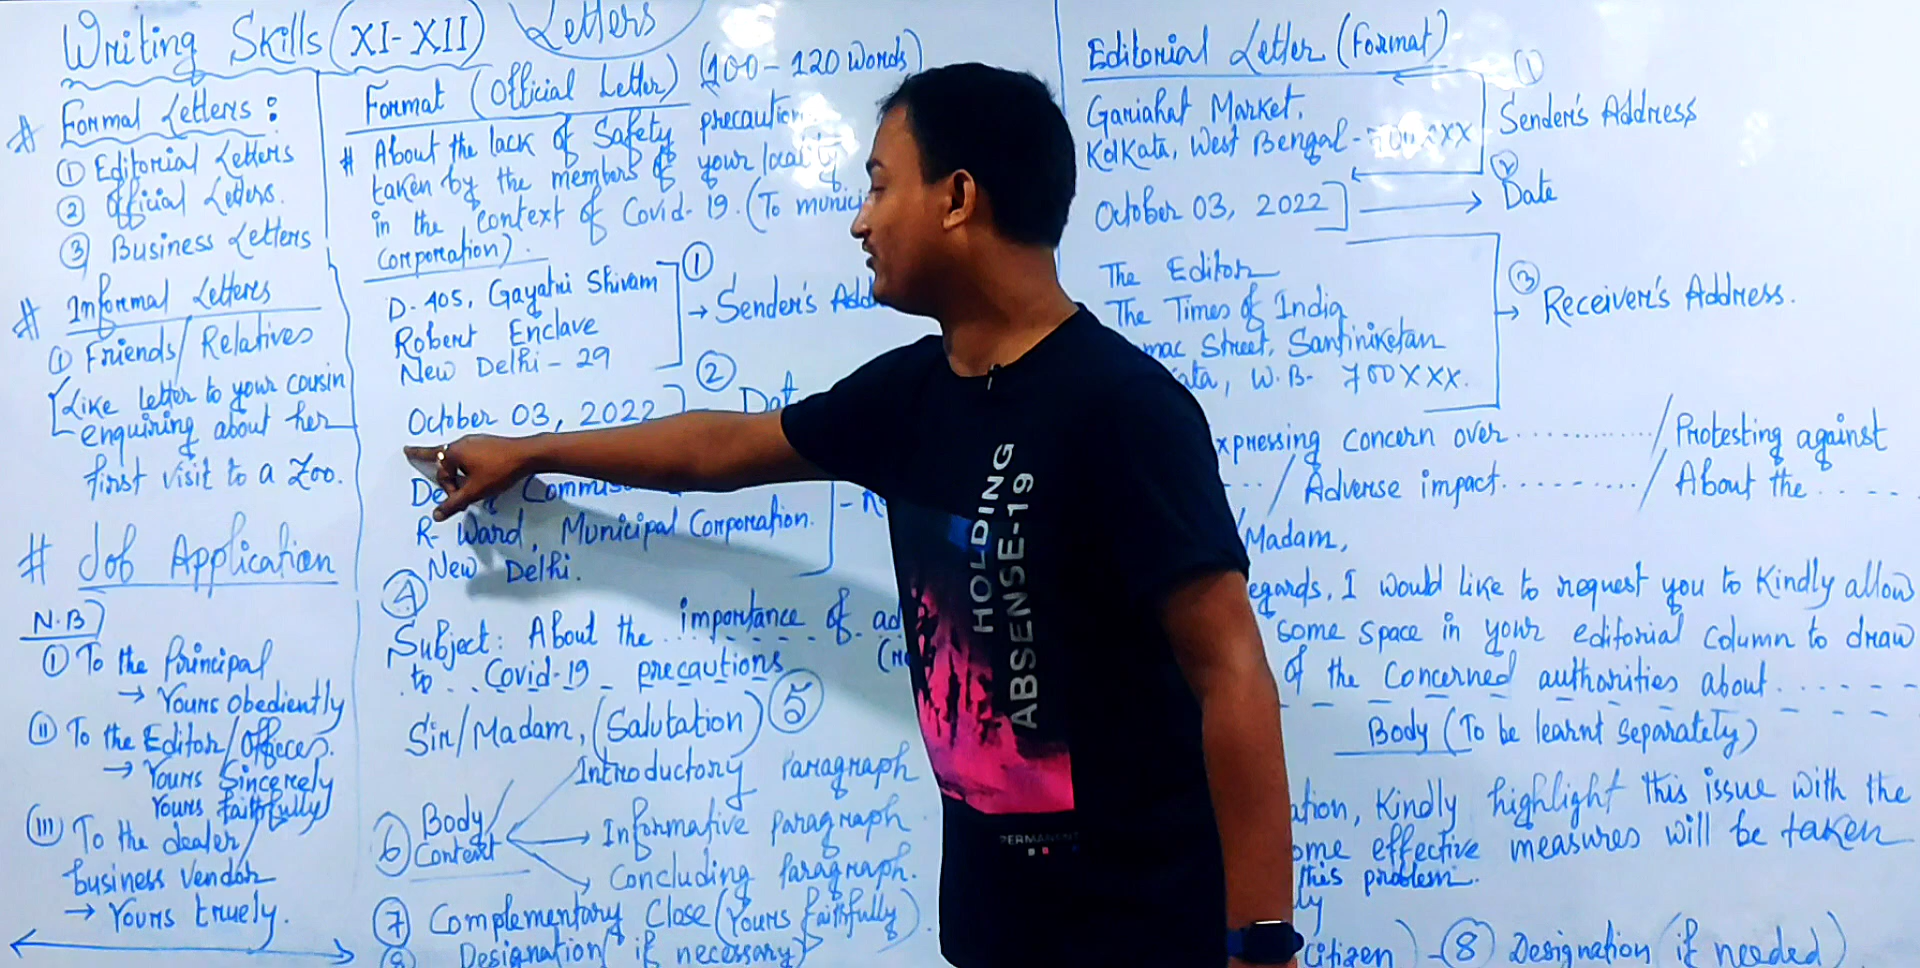 Writing Skills (XI-XII) Letters
# Formal Letters:
① Editorial Letters
② Official Letters.
③ Business Letters
# Informal Letters
① Friends/Relatives
[Like letter to your cousin
enquiring about her
first visit to a Zoo.
# Job Application
N.B)
① To the Principal
→ Yours Obediently
(ii) To the Editor/Offices.
→ Yours Sincerely
Yours faithfully
(iii) To the dealer/
business vendor
→ Yours truely.
Format (Official Letter) (100-120 Words)
# About the lack of Safety precaution
taken by the members of your locality
in the context of Covid-19. (To munici
Corporation).
D-405, Gayatri Shivam
Robert Enclave
New Delhi - 29
① → Sender's Add
October 03, 2022
② Dat
De Commis
R- Ward, Municipal Corporation.
New Delhi.
④
Subject: About the importance of ad
to Covid-19 precautions
Sir/Madam, (Salutation) ⑤
⑥ Body/
Context
Introductory Paragraph
→ Informative Paragraph
Concluding Paragraph.
⑦ Complementary Close (Yours faithfully).
⑧ Designation (if necessary)
Editorial Letter (Format)
Gariahat Market,
Kolkata, West Bengal - 700XXX
① Sender's Address
October 03, 2022
② Date
The Editor
The Times of India
mac Street, Santiniketan
ata, W.B- 700XXX.
③ Receiver's Address.
xpressing concern over ........../Protesting against
.../Adverse impact........../About the....
/Madam,
egards, I would like to request you to kindly allow
some space in your editorial column to draw
of the concerned authorities about......
Body (To be learnt separately)
ation, Kindly highlight this issue with the
ome effective measures will be taken
this problem.
ly
citizen) - ⑧ Designation (if needed)
HOLDING
ABSENSE-19
PERMANENT